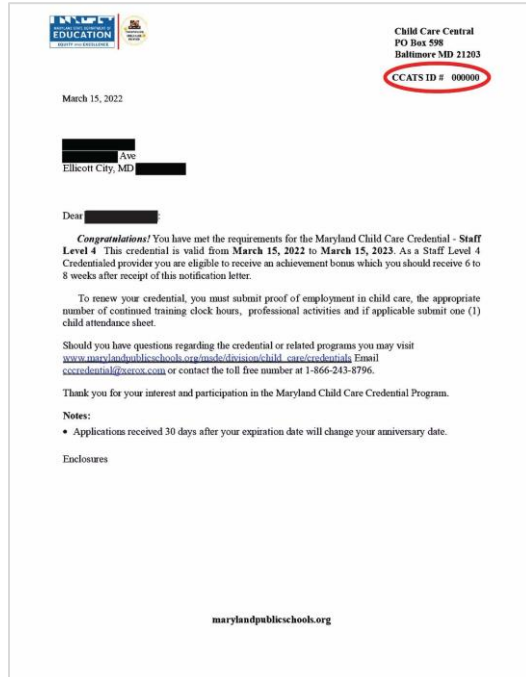 EDUCATION
EQUITY AND EXCELLENCE
Child Care Central
PO Box 598
Baltimore MD 21203
CCATS ID # 000000
March 15, 2022
Ave
Ellicott City, MD
Dear :
Congratulations! You have met the requirements for the Maryland Child Care Credential - Staff
Level 4 This credential is valid from March 15, 2022 to March 15, 2023. As a Staff Level 4
Credentialed provider you are eligible to receive an achievement bonus which you should receive 6 to
8 weeks after receipt of this notification letter.
To renew your credential, you must submit proof of employment in child care, the appropriate
number of continued training clock hours, professional activities and if applicable submit one (1)
child attendance sheet.
Should you have questions regarding the credential or related programs you may visit
www.marylandpublicschools.org/msde/division/child_care/credentials Email
cccredential@xerox.com or contact the toll free number at 1-866-243-8796.
Thank you for your interest and participation in the Maryland Child Care Credential Program.
Notes:
• Applications received 30 days after your expiration date will change your anniversary date.
Enclosures
marylandpublicschools.org